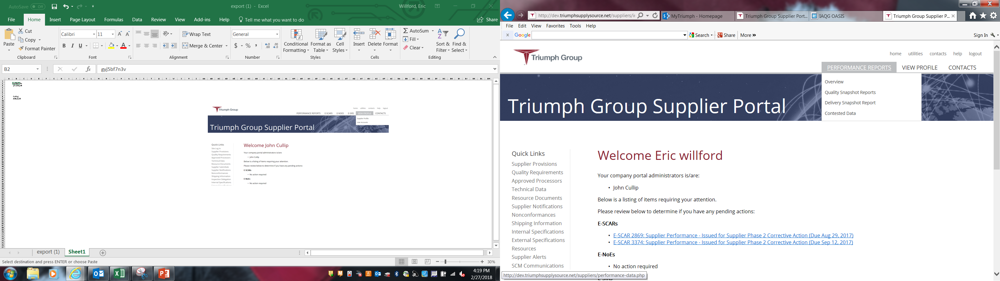 AutoSave Off
export (1) - Excel
Willford, Eric
File Home Insert Page Layout Formulas Data Review View Add-ins Help Tell me what you want to do Share
Paste
Cut
Copy
Format Painter
Clipboard
Calibri 11
B I U
Font
Wrap Text
Merge & Center
Alignment
General
$ % ,
Number
Conditional Formatting
Format as Table
Cell Styles
Styles
Insert Delete Format
Cells
AutoSum
Fill
Clear
Sort & Filter
Find & Select
Editing
B2 fx gyj5bf7n3v
Triumph Group
home utilities contacts help logout
PERFORMANCE REPORTS E-SCARS E-NOES E-SIRS VIEW PROFILE CONTACTS
Supplier Profile
User Accounts
Triumph Group Supplier Portal
Quick Links
Site Log In
Supplier Provisions
Quality Requirements
Approved Processors
Technical Data
Resource Documents
Supplier Submittals
Supplier Notifications
Nonconformances
Shipping Information
Inspection Delegation
Internal Specifications
Welcome John Cullip
Your company portal administrators is/are:
• John Cullip
Below is a listing of items requiring your attention.
Please review below to determine if you have any pending actions:
E-SCARs
• No action required
E-NoEs
• No action required
export (1) Sheet1
Select destination and press ENTER or choose Paste
30%
4:19 PM
2/27/2018
http://dev.triumphsupplysource.net/suppliers/
MyTriumph - Homepage
Triumph Group Supplier Port...
IAQG OASIS
Triumph Group Supplier P...
File Edit View Favorites Tools Help
x Google Search Share More »
Sign In
Triumph Group
home utilities contacts help logout
PERFORMANCE REPORTS VIEW PROFILE CONTACTS
Overview
Quality Snapshot Reports
Delivery Snapshot Report
Contested Data
Triumph Group Supplier Portal
Quick Links
Supplier Provisions
Quality Requirements
Approved Processors
Technical Data
Resource Documents
Supplier Notifications
Nonconformances
Shipping Information
Internal Specifications
External Specifications
Resources
Supplier Alerts
SCM Communications
Welcome Eric willford
Your company portal administrators is/are:
• John Cullip
Below is a listing of items requiring your attention.
Please review below to determine if you have any pending actions:
E-SCARs
• E-SCAR 2869: Supplier Performance - Issued for Supplier Phase 2 Corrective Action (Due Aug 29, 2017)
• E-SCAR 3374: Supplier Performance - Issued for Supplier Phase 2 Corrective Action (Due Sep 12, 2017)
E-NoEs
• No action required
http://dev.triumphsupplysource.net/suppliers/performance-data.php